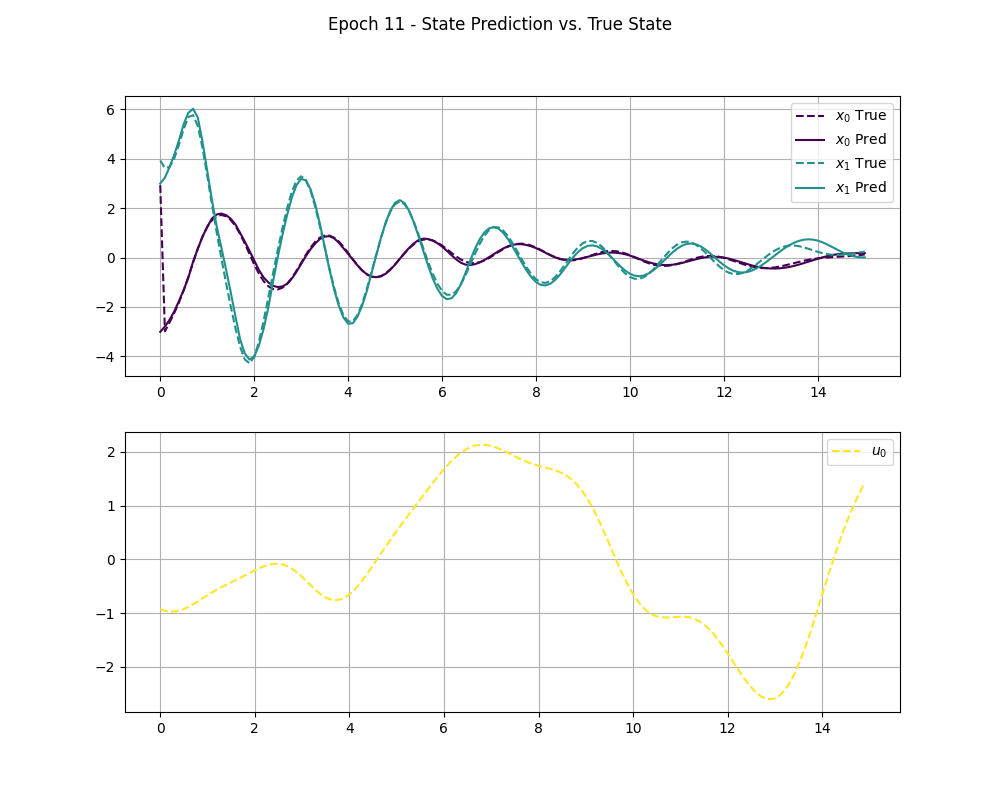 Epoch 11 - State Prediction vs. True State
6
4
2
0
−2
−4
x0 True
x0 Pred
x1 True
x1 Pred
0 2 4 6 8 10 12 14
2
1
0
−1
−2
u0
0 2 4 6 8 10 12 14